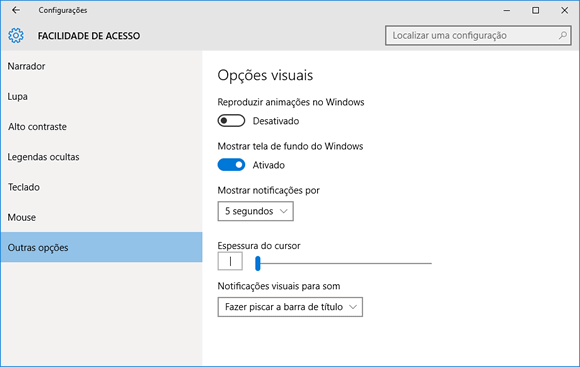 Configurações
FACILIDADE DE ACESSO
Localizar uma configuração
Narrador
Lupa
Alto contraste
Legendas ocultas
Teclado
Mouse
Outras opções
Opções visuais
Reproduzir animações no Windows
Desativado
Mostrar tela de fundo do Windows
Ativado
Mostrar notificações por
5 segundos
Espessura do cursor
Notificações visuais para som
Fazer piscar a barra de título